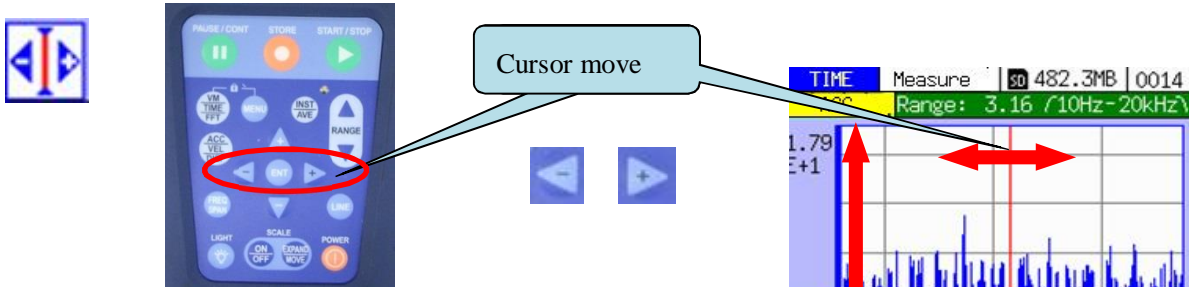 PAUSE / CONT STORE START / STOP
VM
TIME
FFT
MENU
INST
AVE
RANGE
ACC
VEL
- ENT +
FREQ
SPAN
LINE
LIGHT SCALE POWER
ON
OFF
EXPAND
MOVE
Cursor move
- +
TIME Measure SD 482.3MB 0014
Range: 3.16 /10Hz-20kHz\
1.79
E+1